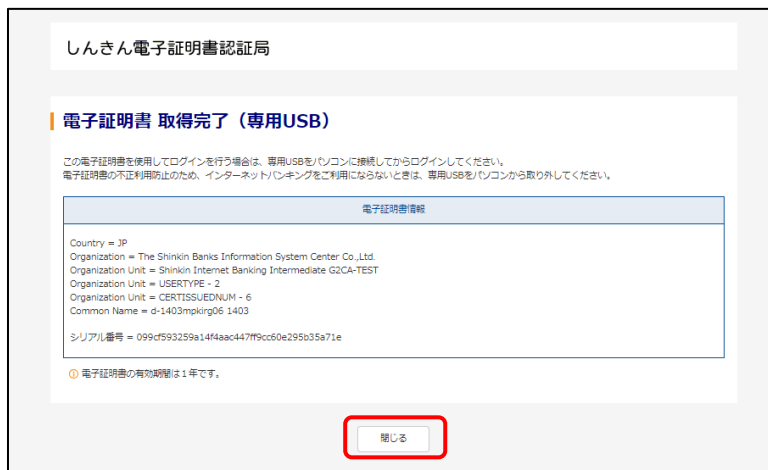 しんきん電子証明書認証局
電子証明書 取得完了（専用USB）
この電子証明書を使用してログインを行う場合は、専用USBをパソコンに接続してからログインしてください。
電子証明書の不正利用防止のため、インターネットバンキングをご利用にならないときは、専用USBをパソコンから取り外してください。
電子証明書情報
Country = JP
Organization = The Shinkin Banks Information System Center Co.,Ltd.
Organization Unit = Shinkin Internet Banking Intermediate G2CA-TEST
Organization Unit = USERTYPE - 2
Organization Unit = CERTISSUEDNUM - 6
Common Name = d-1403mpkirg06 1403
シリアル番号 = 099cf593259a14f4aac447ff9cc60e295b35a71e
電子証明書の有効期間は１年です。
閉じる